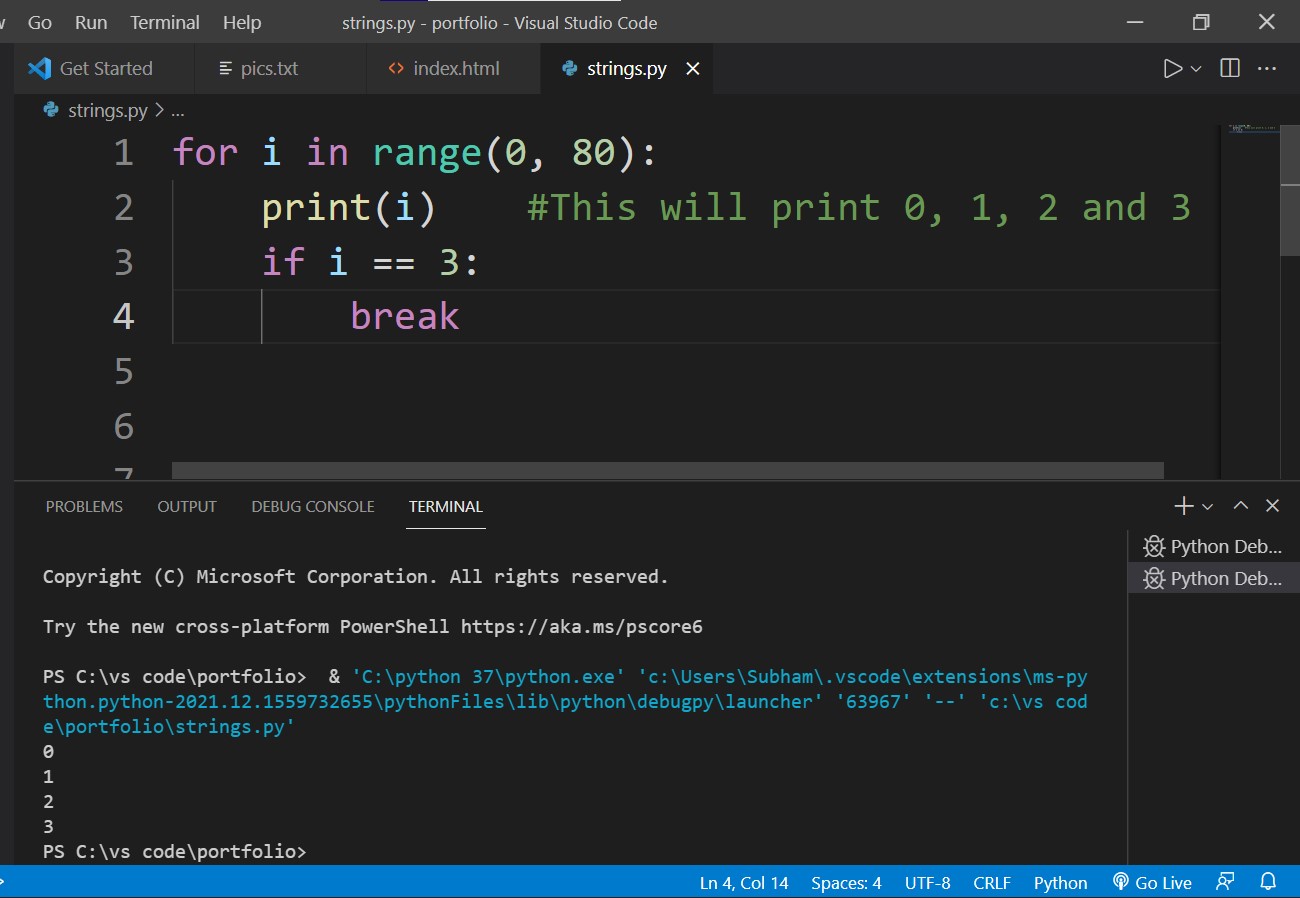 Go Run Terminal Help strings.py - portfolio - Visual Studio Code
Get Started pics.txt index.html strings.py
strings.py > ...
1 for i in range(0, 80):
2     print(i)    #This will print 0, 1, 2 and 3
3     if i == 3:
4         break
5
6
7
PROBLEMS OUTPUT DEBUG CONSOLE TERMINAL
Python Deb...
Python Deb...
Copyright (C) Microsoft Corporation. All rights reserved.
Try the new cross-platform PowerShell https://aka.ms/pscore6
PS C:\vs code\portfolio>  & 'C:\python 37\python.exe' 'c:\Users\Subham\.vscode\extensions\ms-py
thon.python-2021.12.1559732655\pythonFiles\lib\python\debugpy\launcher' '63967' '--' 'c:\vs cod
e\portfolio\strings.py'
0
1
2
3
PS C:\vs code\portfolio>
Ln 4, Col 14 Spaces: 4 UTF-8 CRLF Python Go Live